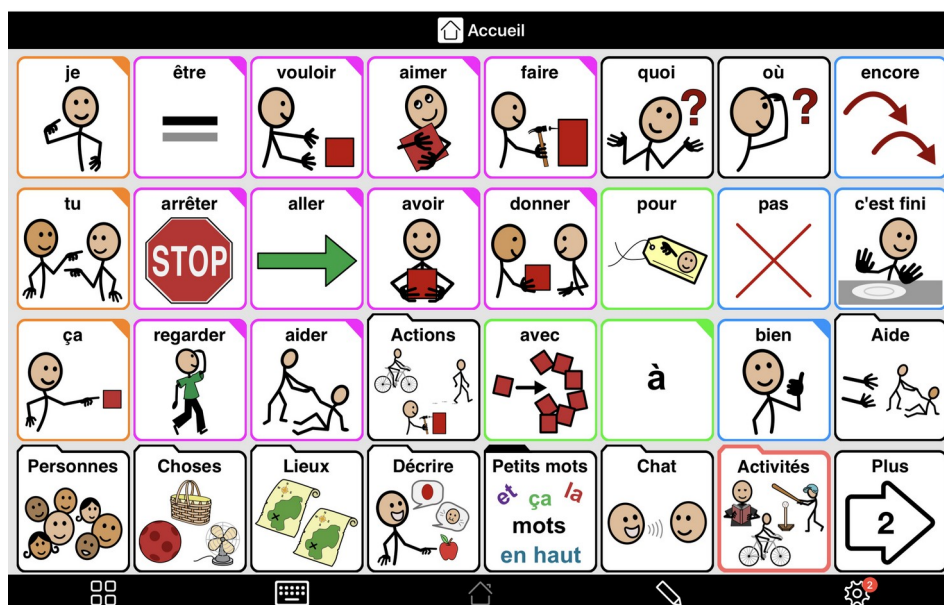 Accueil
je être vouloir aimer faire quoi où encore
? ?
tu arrêter aller avoir donner pour pas c'est fini
STOP
ça regarder aider Actions avec à bien Aide
à
Personnes Choses Lieux Décrire Petits mots Chat Activités Plus
et ça la
mots
en haut
2
2